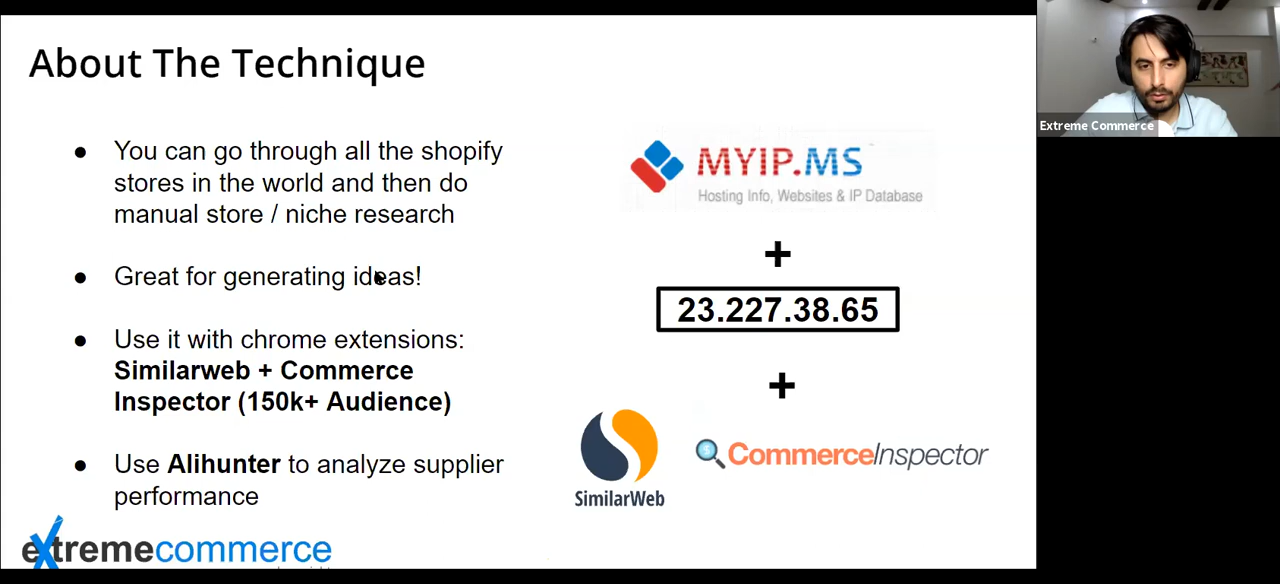 About The Technique
● You can go through all the shopify
stores in the world and then do
manual store / niche research
● Great for generating ideas!
● Use it with chrome extensions:
Similarweb + Commerce
Inspector (150k+ Audience)
● Use Alihunter to analyze supplier
performance
extremecommerce
MYIP.MS
Hosting Info, Websites & IP Database
+
23.227.38.65
+
SimilarWeb
CommerceInspector
Extreme Commerce